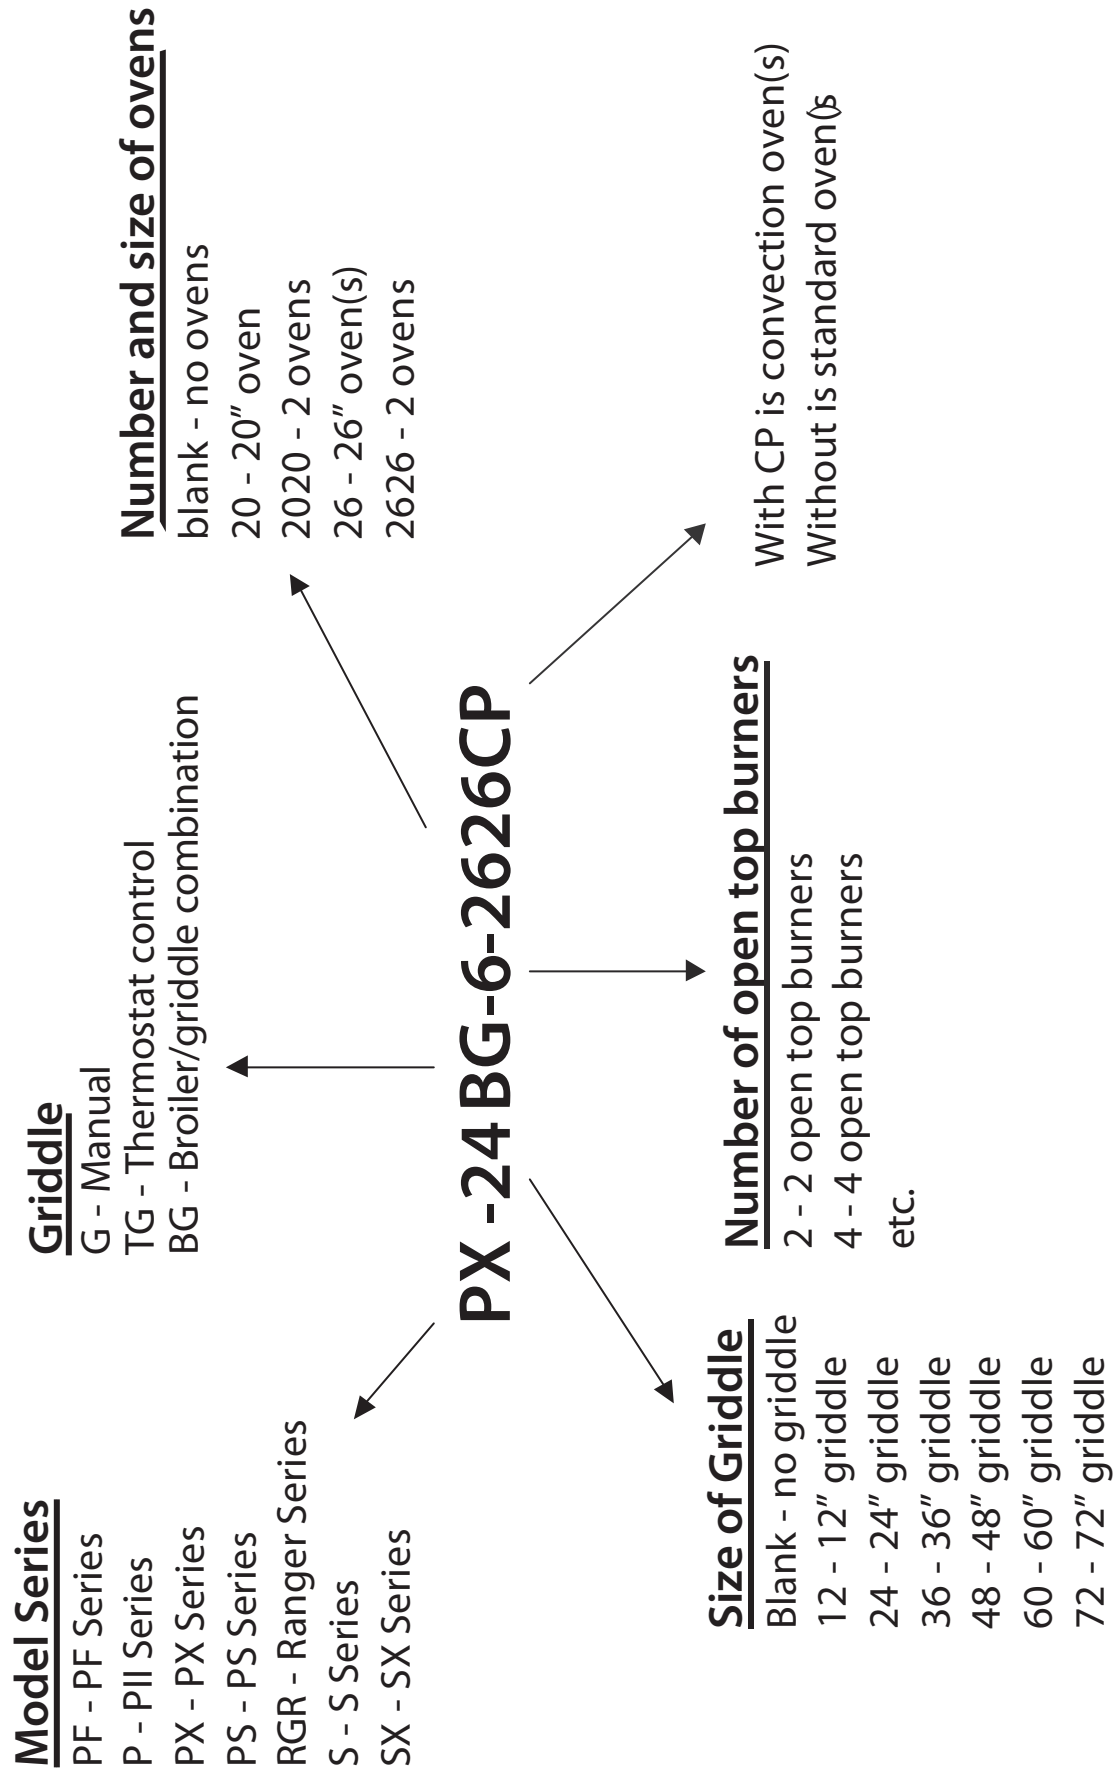 Model Series
PF - PF Series
P - PII Series
PX - PX Series
PS - PS Series
RGR - Ranger Series
S - S Series
SX - SX Series
Griddle
G - Manual
TG - Thermostat control
BG - Broiler/griddle combination
Number and size of ovens
blank - no ovens
20 - 20” oven
2020 - 2 ovens
26 - 26” oven(s)
2626 - 2 ovens
PX -24 BG-6-2626CP
Size of Griddle
Blank - no griddle
12 - 12” griddle
24 - 24” griddle
36 - 36” griddle
48 - 48” griddle
60 - 60” griddle
72 - 72” griddle
Number of open top burners
2 - 2 open top burners
4 - 4 open top burners
etc.
With CP is convection oven(s)
Without is standard oven(s)